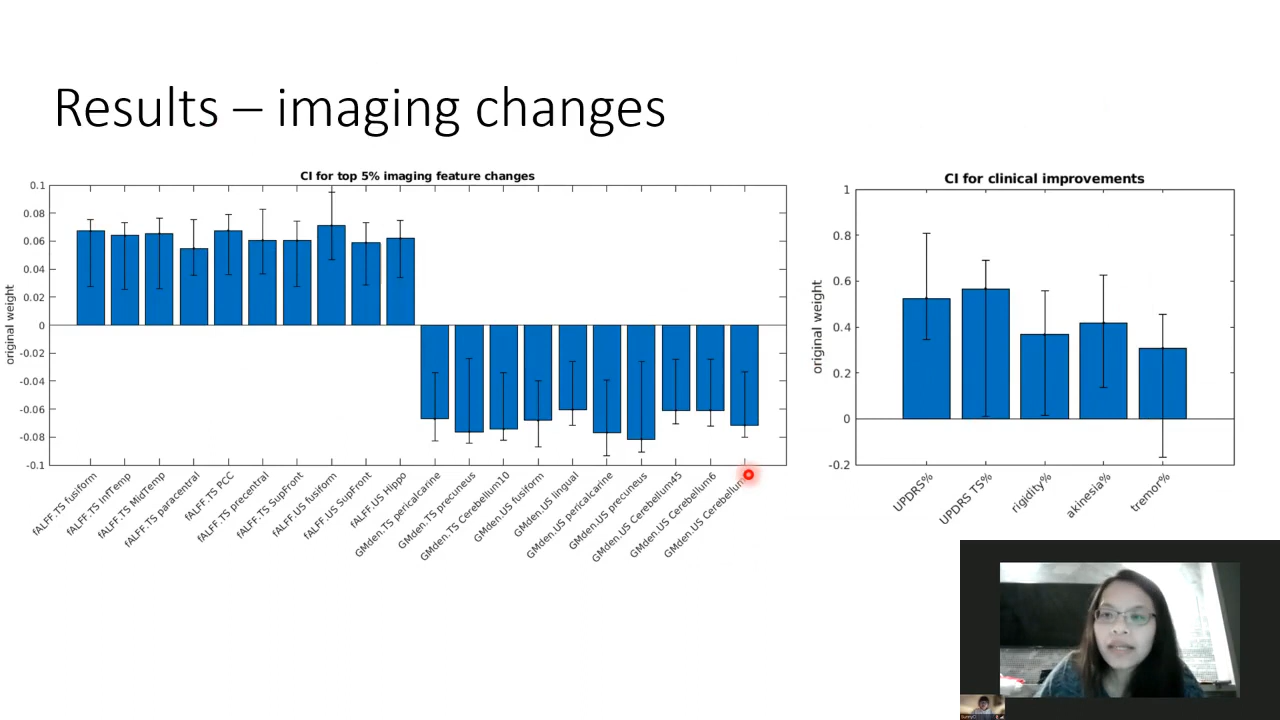 Results – imaging changes
CI for top 5% imaging feature changes
original weight
0.1
0.08
0.06
0.04
0.02
0
-0.02
-0.04
-0.06
-0.08
-0.1
fALFF.TS fusiform
fALFF.TS InfTemp
fALFF.TS MidTemp
fALFF.TS paracentral
fALFF.TS PCC
fALFF.TS precentral
fALFF.TS SupFront
fALFF.US fusiform
fALFF.US SupFront
fALFF.US Hippo
GMden.TS pericalcarine
GMden.TS precuneus
GMden.TS Cerebellum10
GMden.US fusiform
GMden.US lingual
GMden.US pericalcarine
GMden.US precuneus
GMden.US Cerebellum45
GMden.US Cerebellum6
GMden.US Cerebellum
CI for clinical improvements
original weight
1
0.8
0.6
0.4
0.2
0
-0.2
UPDRS%
UPDRS TS%
rigidity%
akinesia%
tremor%